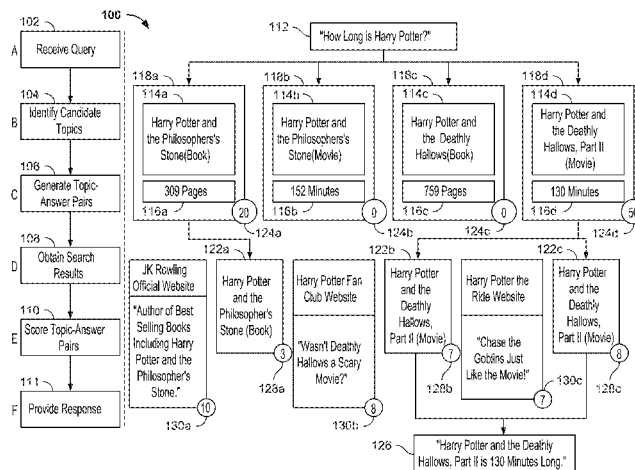 100
102
A
Receive Query
104
B
Identify Candidate
Topics
106
C
Generate Topic-
Answer Pairs
108
D
Obtain Search
Results
110
E
Score Topic-Answer
Pairs
111
F
Provide Response
112
"How Long is Harry Potter?"
118a
114a
Harry Potter and
the Philosophers's
Stone(Book)
309 Pages
116a
20
124a
118b
114b
Harry Potter and
the Philosophers's
Stone(Movie)
152 Minutes
116b
0
124b
118c
114c
Harry Potter and
the Deathly
Hallows(Book)
759 Pages
116c
0
124c
118d
114d
Harry Potter and
the Deathly
Hallows, Part II
(Movie)
130 Minutes
116d
124d
JK Rowling
Official Website
"Author of Best
Selling Books
Including Harry
Potter and the
Philosopher's
Stone."
10
130a
122a
Harry Potter
and the
Philosopher's
Stone (Book)
3
128a
Harry Potter Fan
Club Website
"Wasn't Deathly
Hallows a Scary
Movie?"
8
130b
122b
Harry Potter
and the
Deathly
Hallows,
Part II (Movie)
7
128b
Harry Potter the
Ride Website
"Chase the
Goblins Just
Like the Movie!"
7
130c
122c
Harry Potter
and the
Deathly
Hallows,
Part II (Movie)
8
128c
126
"Harry Potter and the Deathly
Hallows, Part II is 130 Minutes Long."